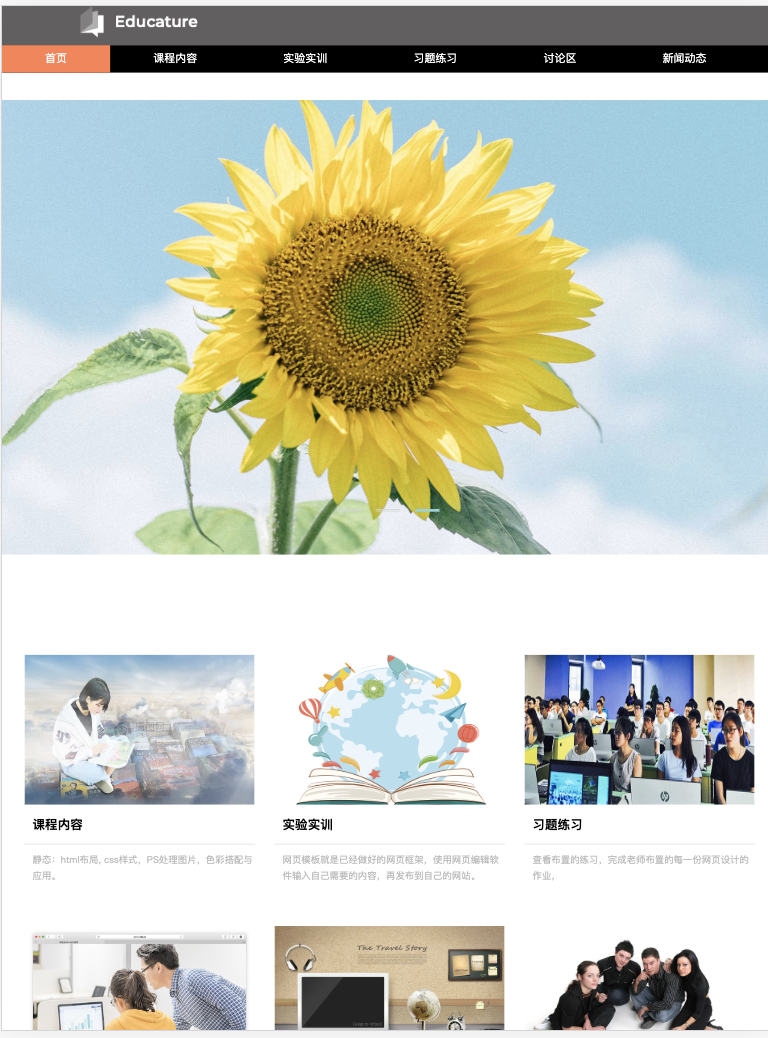 Educature
首页 课程内容 实验实训 习题练习 讨论区 新闻动态
课程内容
静态：html布局, css样式，PS处理图片，色彩搭配与
应用。
实验实训
网页模板就是已经做好的网页框架，使用网页编辑软
件输入自己需要的内容，再发布到自己的网站。
习题练习
查看布置的练习，完成老师布置的每一份网页设计的
作业，
The Travel Story